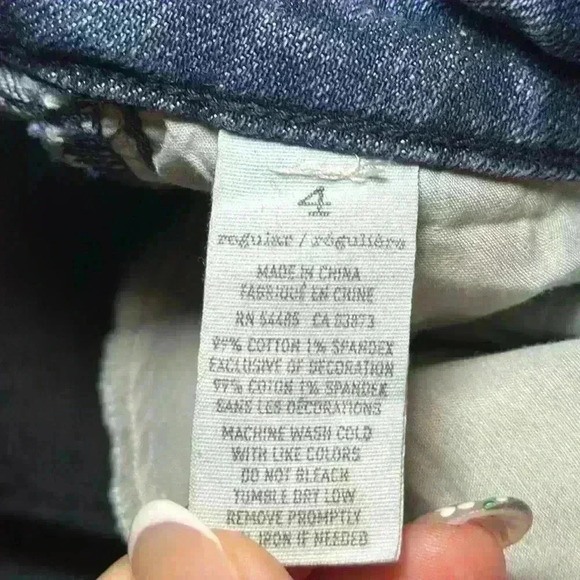 4
regular / régulière
MADE IN CHINA
FABRIQUÉ EN CHINE
RN 54485 CA 03873
99% COTTON 1% SPANDEX
EXCLUSIVE OF DECORATION
99% COTON 1% SPANDEX
SANS LES DÉCORATIONS
MACHINE WASH COLD
WITH LIKE COLORS
DO NOT BLEACH
TUMBLE DRY LOW
REMOVE PROMPTLY
IRON IF NEEDED